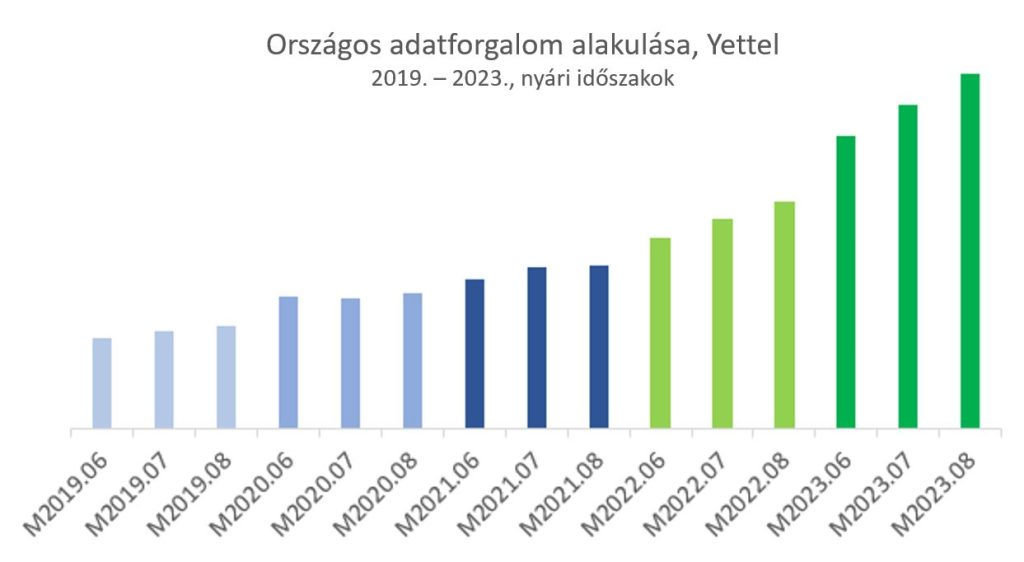 Országos adatforgalom alakulása, Yettel
2019. – 2023., nyári időszakok
M2019.06
M2019.07
M2019.08
M2020.06
M2020.07
M2020.08
M2021.06
M2021.07
M2021.08
M2022.06
M2022.07
M2022.08
M2023.06
M2023.07
M2023.08